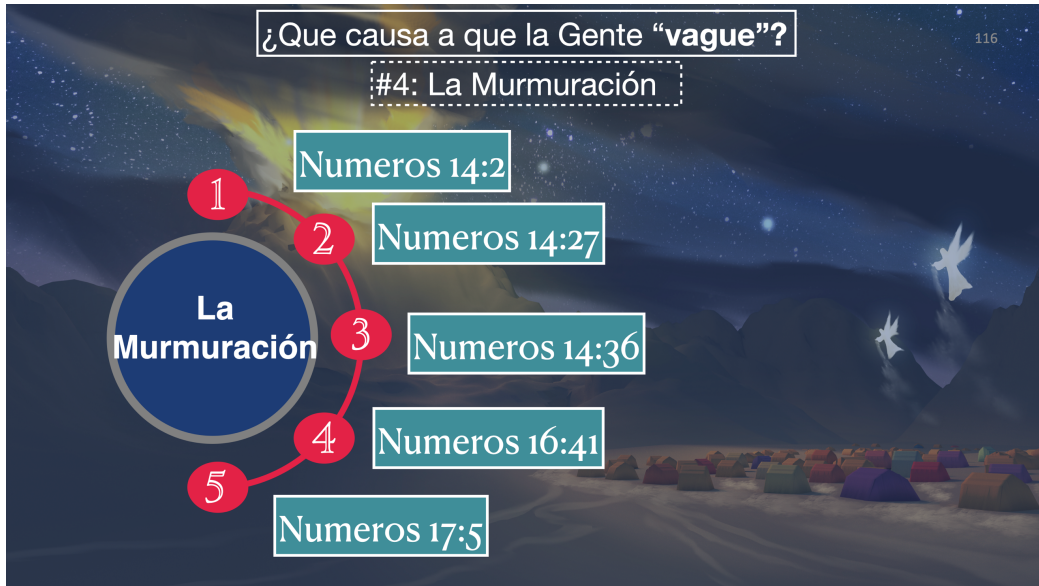 ¿Que causa a que la Gente “vague”?
116
#4: La Murmuración
Numeros 14:2
1
2
Numeros 14:27
La
Murmuración
3
Numeros 14:36
4
Numeros 16:41
5
Numeros 17:5